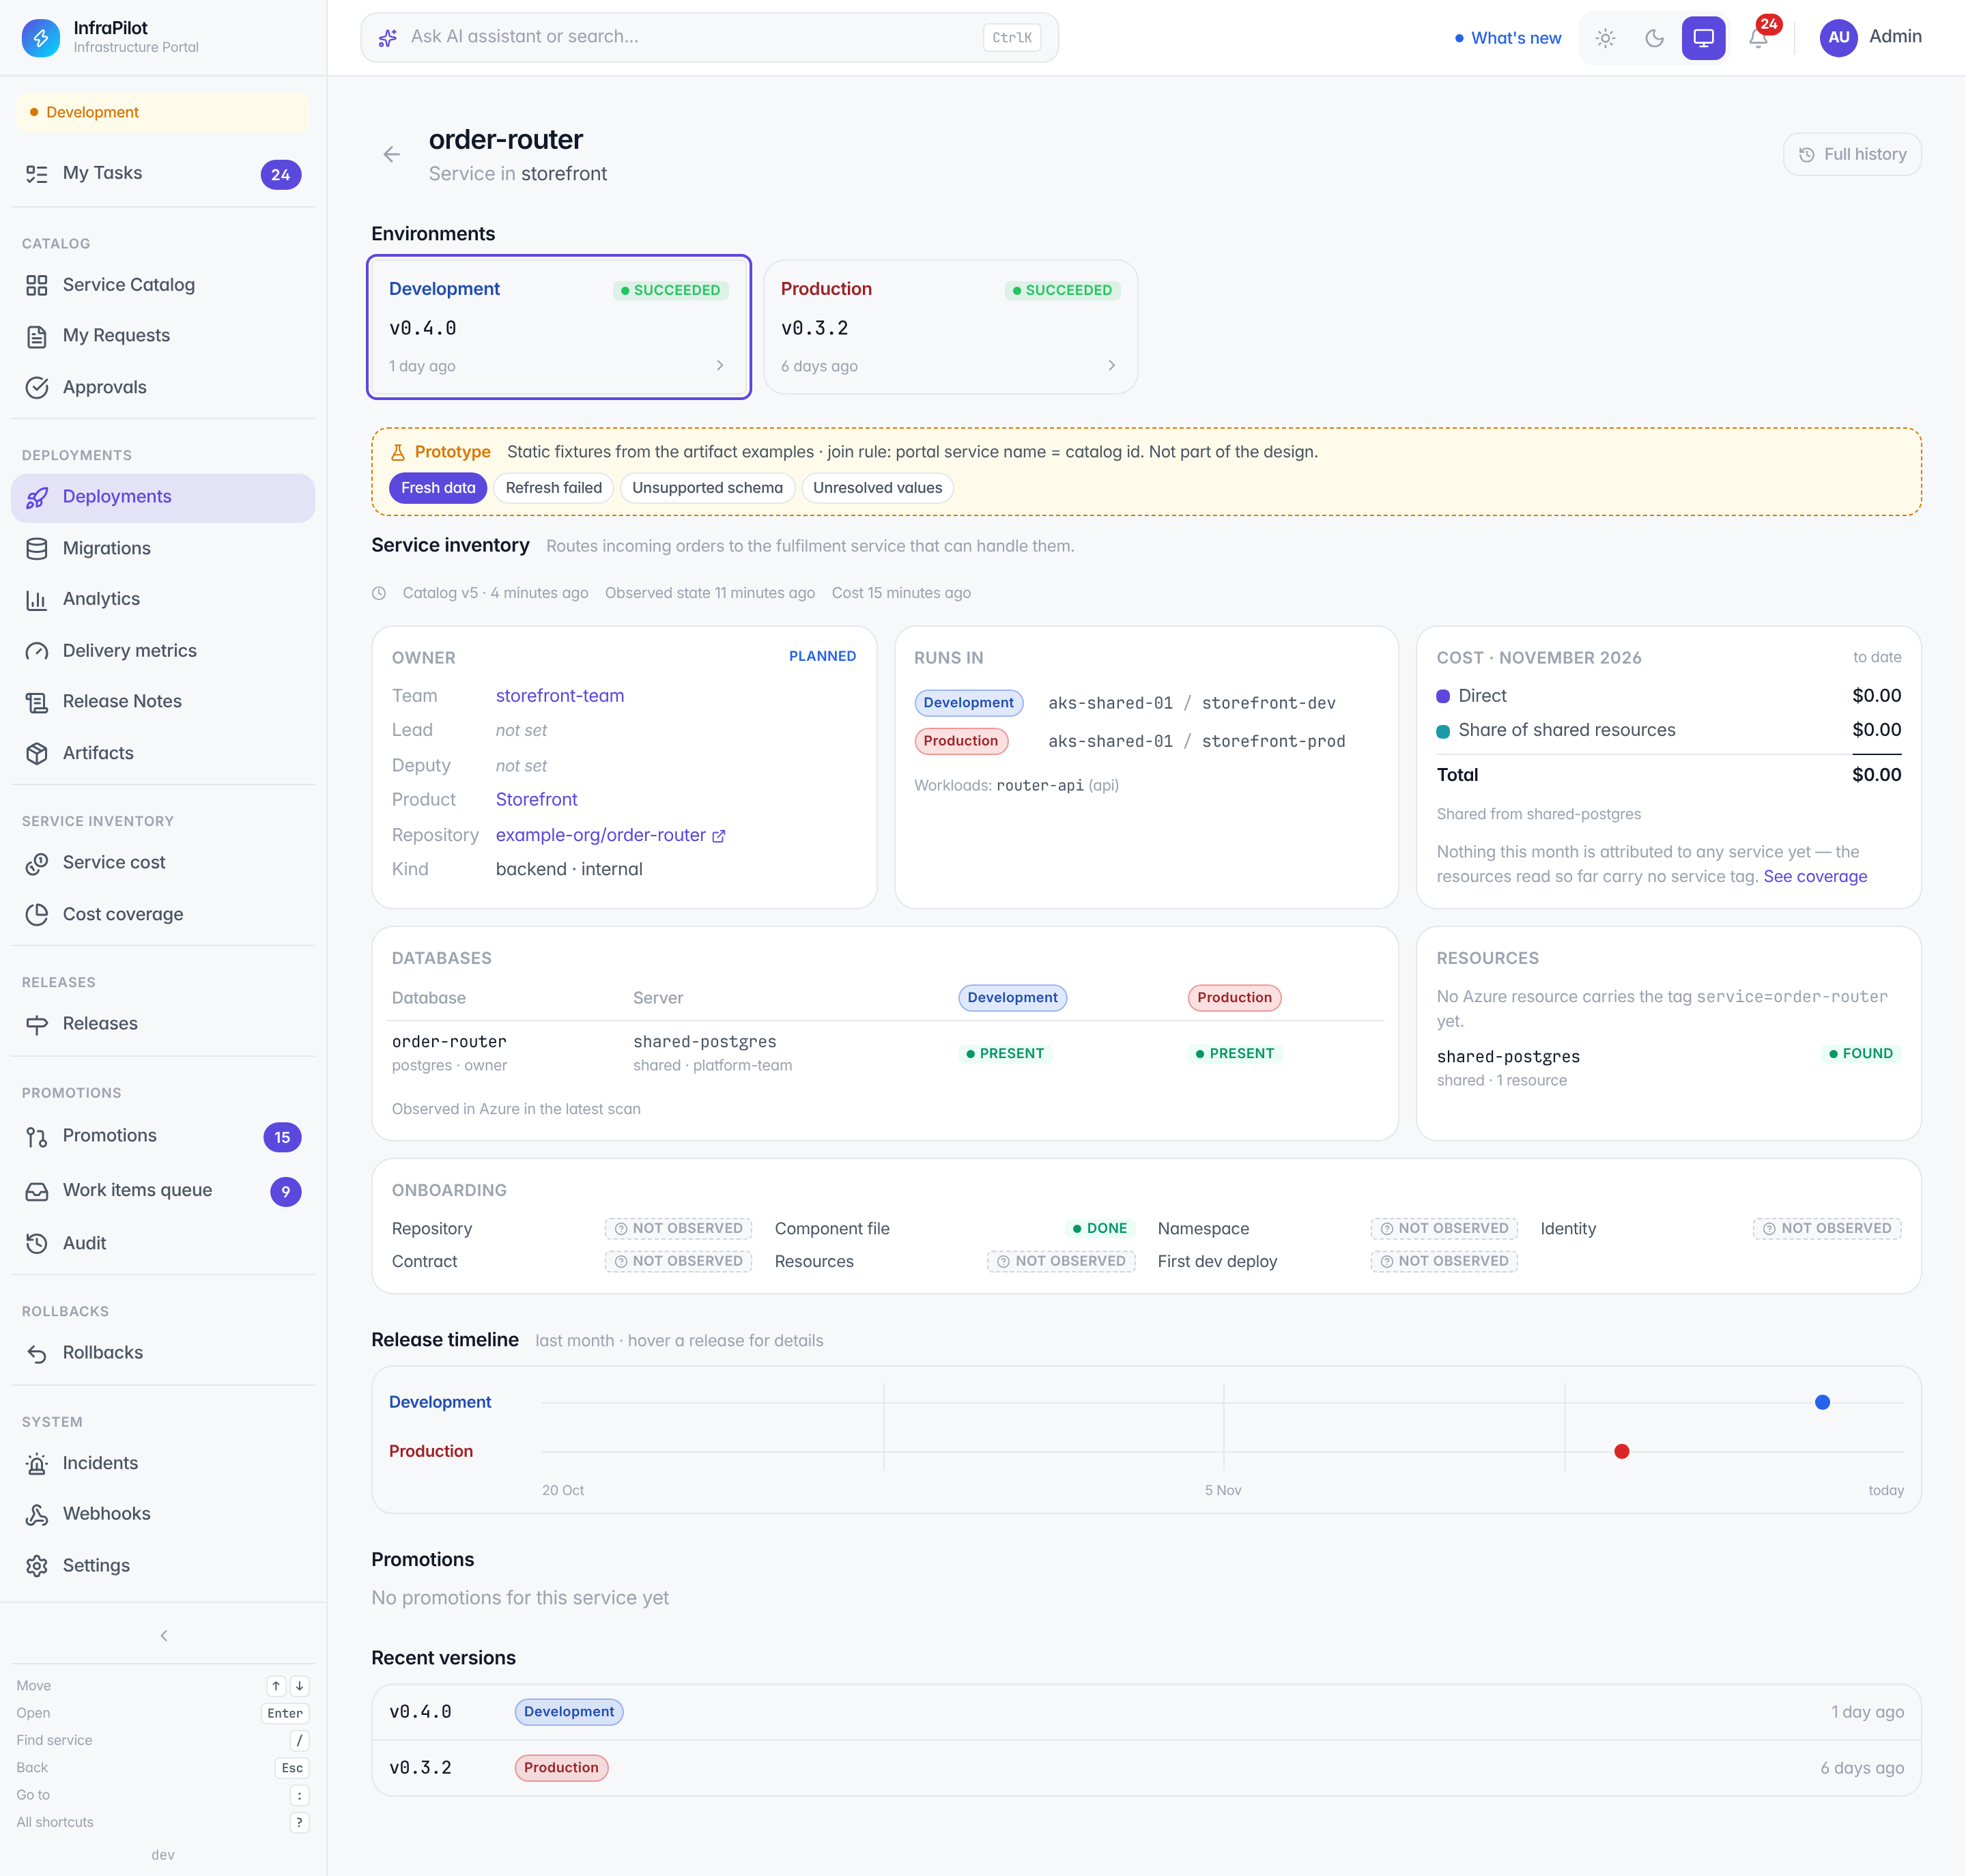 InfraPilot
Infrastructure Portal
Ask AI assistant or search...
CtrlK
What's new
24
AU
Admin
Development
My Tasks
24
CATALOG
Service Catalog
My Requests
Approvals
DEPLOYMENTS
Deployments
Migrations
Analytics
Delivery metrics
Release Notes
Artifacts
SERVICE INVENTORY
Service cost
Cost coverage
RELEASES
Releases
PROMOTIONS
Promotions
15
Work items queue
9
Audit
ROLLBACKS
Rollbacks
SYSTEM
Incidents
Webhooks
Settings
Move ↑ ↓
Open Enter
Find service /
Back Esc
Go to :
All shortcuts ?
dev
order-router
Service in storefront
Full history
Environments
Development
SUCCEEDED
v0.4.0
1 day ago
Production
SUCCEEDED
v0.3.2
6 days ago
Prototype Static fixtures from the artifact examples · join rule: portal service name = catalog id. Not part of the design.
Fresh data
Refresh failed
Unsupported schema
Unresolved values
Service inventory Routes incoming orders to the fulfilment service that can handle them.
Catalog v5 · 4 minutes ago Observed state 11 minutes ago Cost 15 minutes ago
OWNER PLANNED
Team storefront-team
Lead not set
Deputy not set
Product Storefront
Repository example-org/order-router
Kind backend · internal
RUNS IN
Development aks-shared-01 / storefront-dev
Production aks-shared-01 / storefront-prod
Workloads: router-api (api)
COST · NOVEMBER 2026 to date
Direct $0.00
Share of shared resources $0.00
Total $0.00
Shared from shared-postgres
Nothing this month is attributed to any service yet — the
resources read so far carry no service tag. See coverage
DATABASES
Database Server Development Production
order-router shared-postgres PRESENT PRESENT
postgres · owner shared · platform-team
Observed in Azure in the latest scan
RESOURCES
No Azure resource carries the tag service=order-router
yet.
shared-postgres FOUND
shared · 1 resource
ONBOARDING
Repository NOT OBSERVED Component file DONE Namespace NOT OBSERVED Identity NOT OBSERVED
Contract NOT OBSERVED Resources NOT OBSERVED First dev deploy NOT OBSERVED
Release timeline last month · hover a release for details
Development
Production
20 Oct 5 Nov today
Promotions
No promotions for this service yet
Recent versions
v0.4.0 Development 1 day ago
v0.3.2 Production 6 days ago